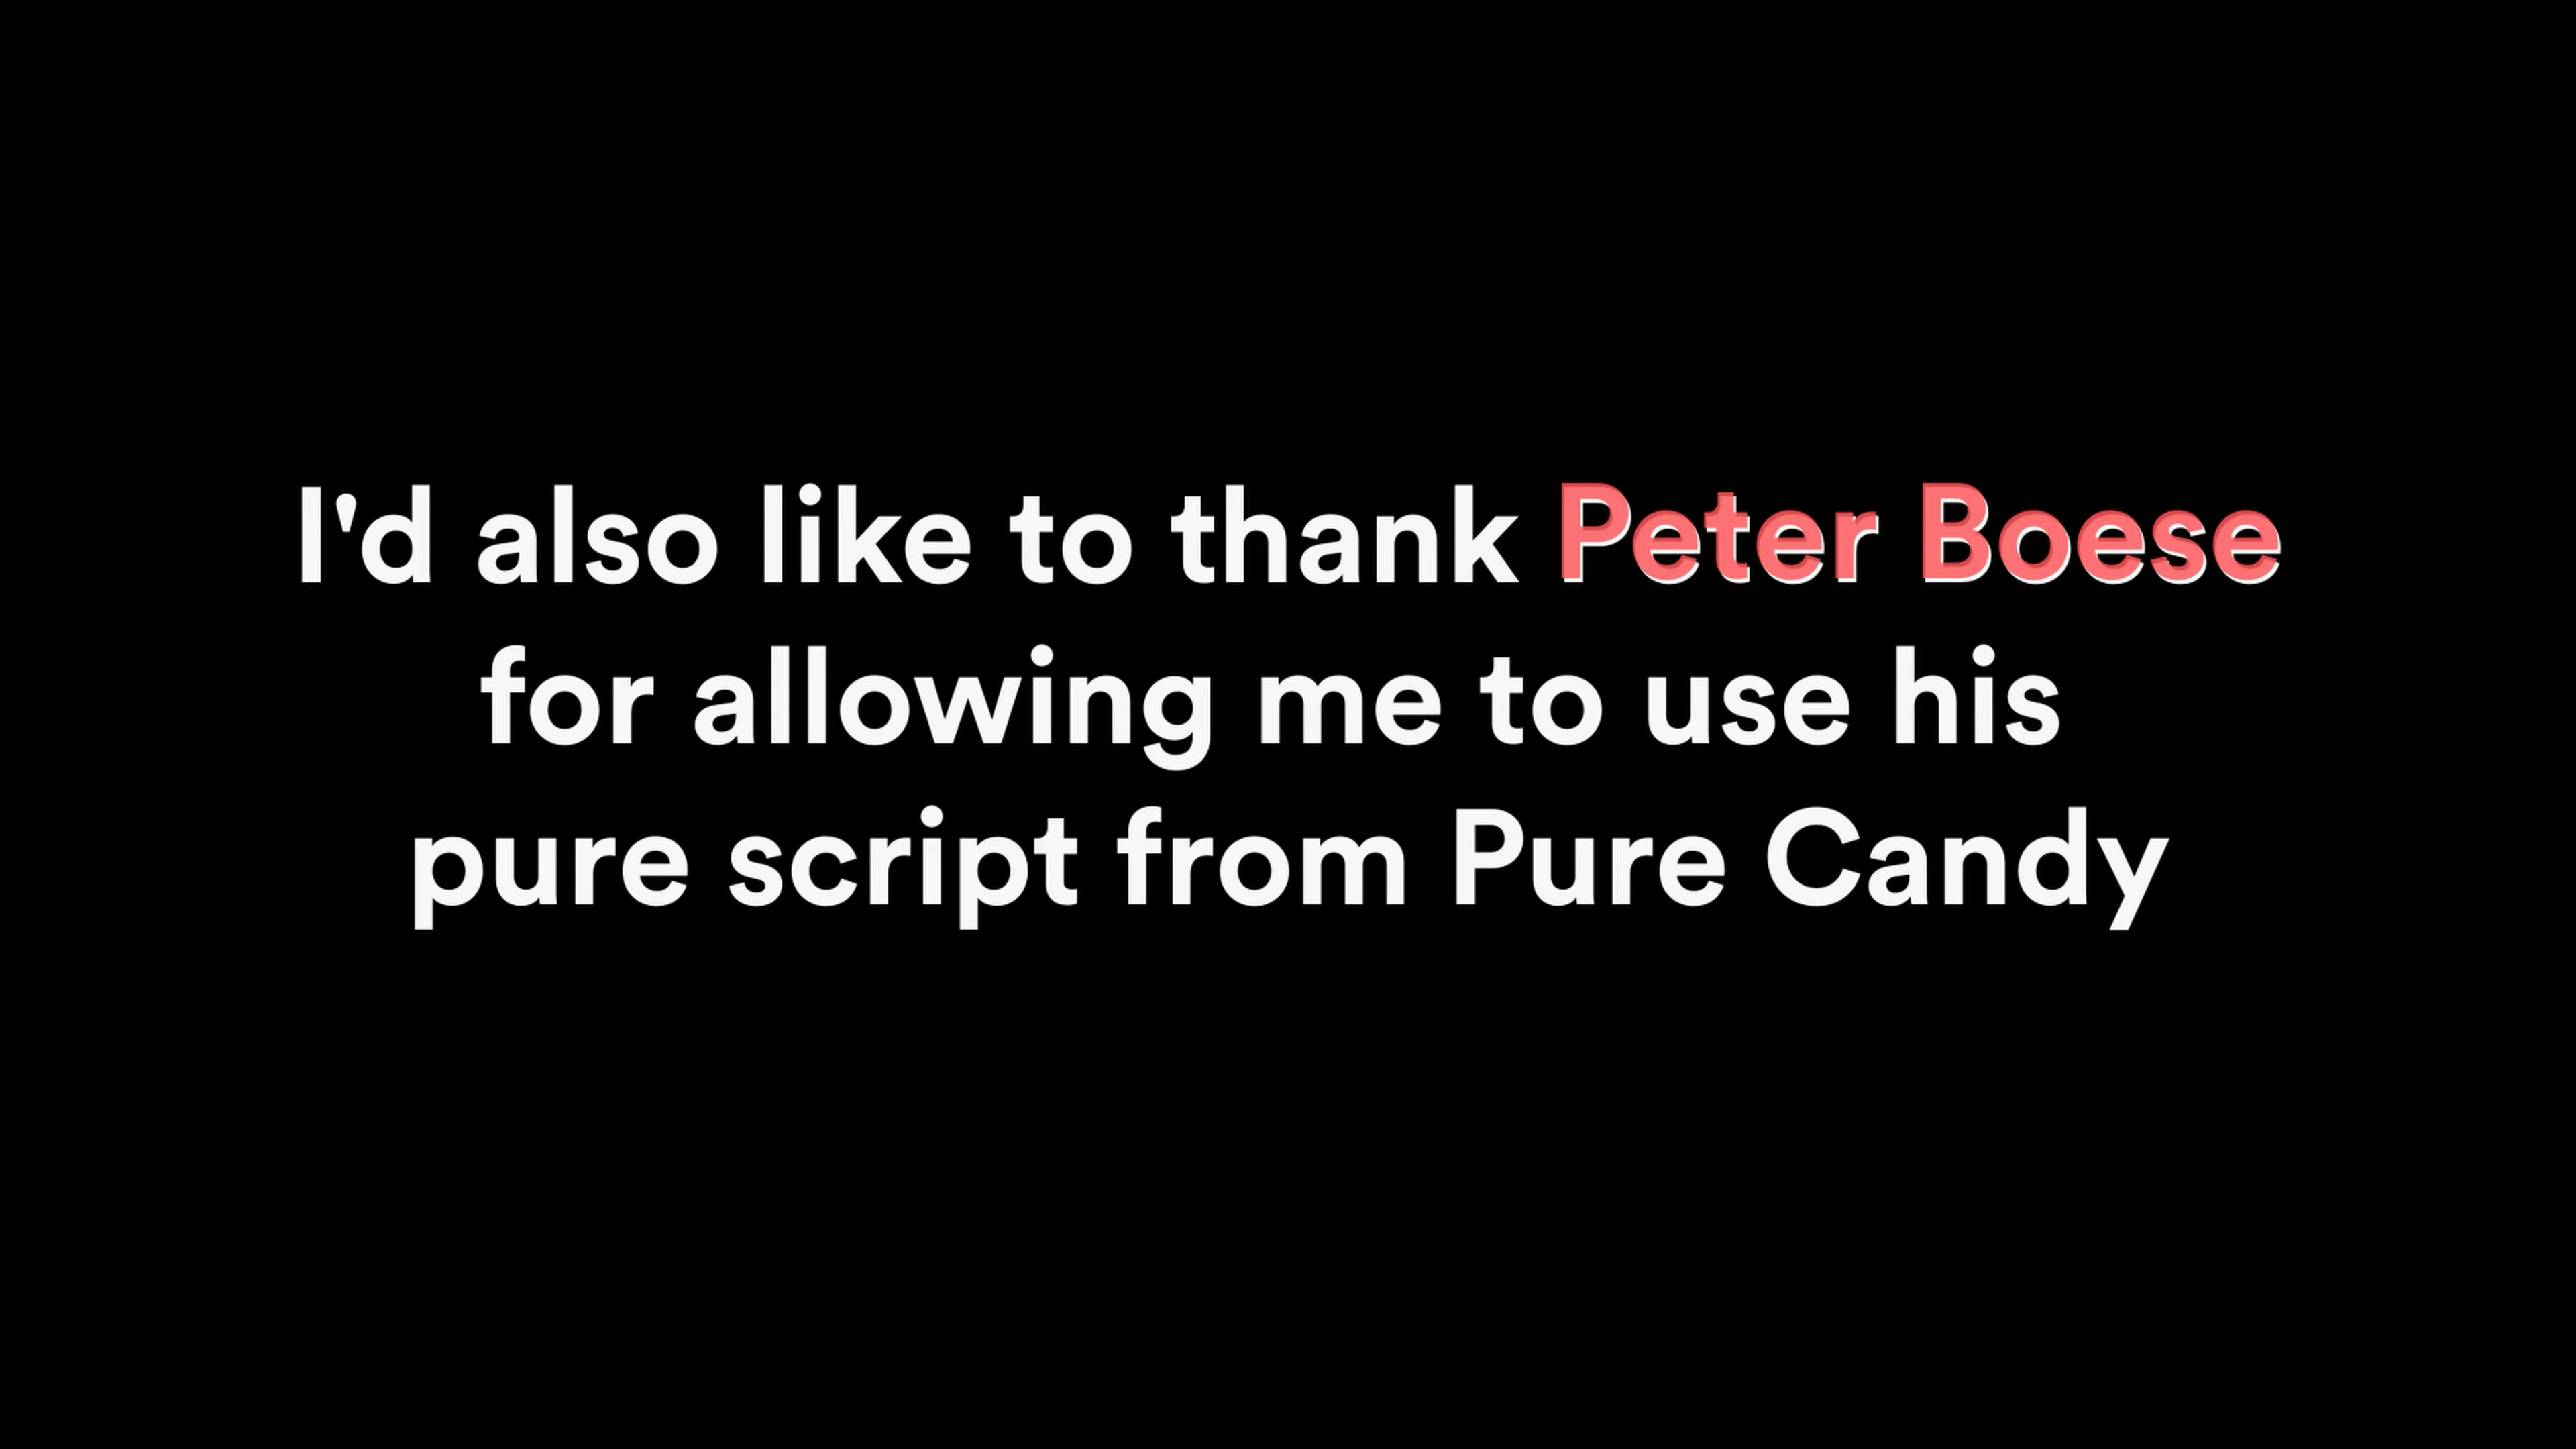 I'd also like to thank Peter Boese
for allowing me to use his
pure script from Pure Candy